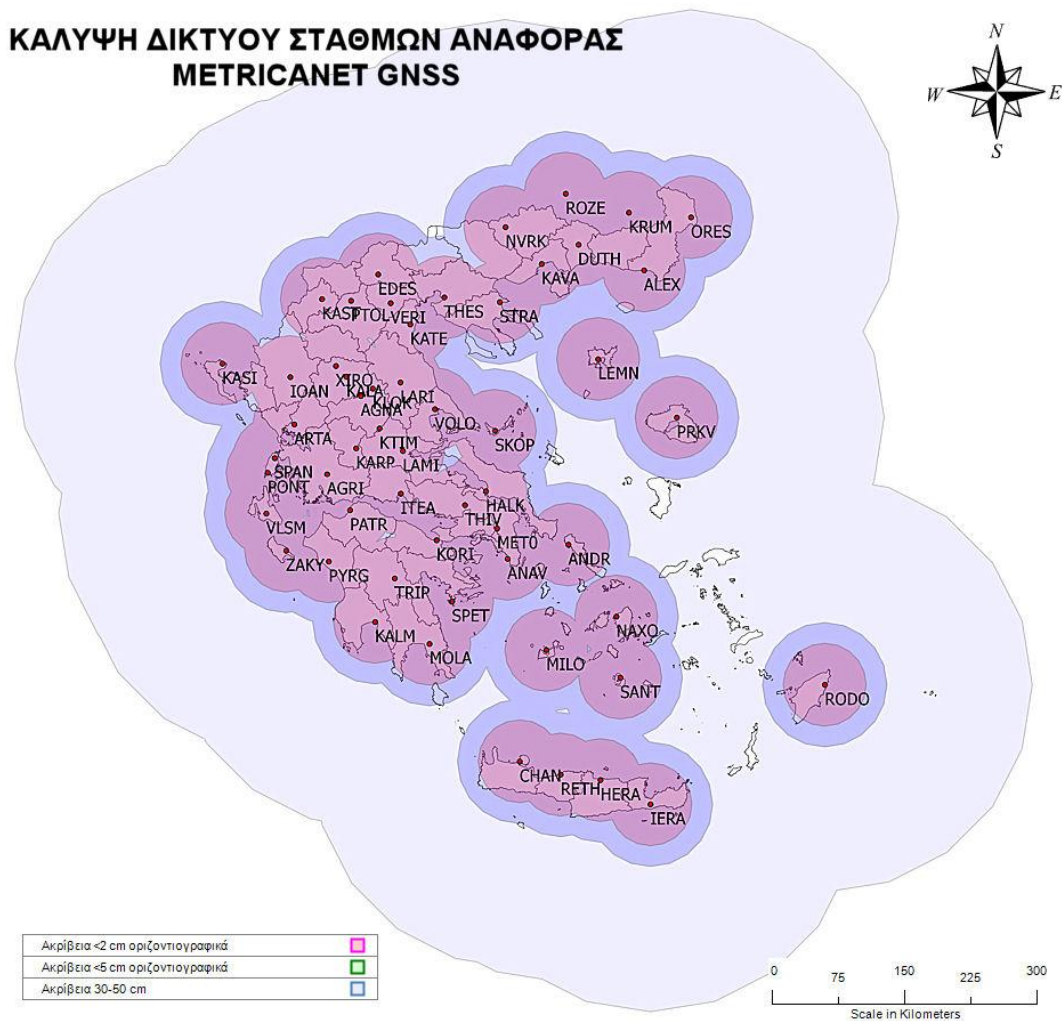 ΚΑΛΥΨΗ ΔΙΚΤΥΟΥ ΣΤΑΘΜΩΝ ΑΝΑΦΟΡΑΣ
METRICANET GNSS
N
W E
S
ROZE
KRUM
ORES
NVRK
DUTH
KAVA
ALEX
EDES
KAST
PTOL
VERI
THES
STRA
KATE
LEMN
KASI
IOAN
XIRO
KALA
KLOK
LARI
AGNA
VOLO
PRKV
ARTA
KTIM
SKOP
KARP
LAMI
SPAN
PONT
AGRI
ITEA
HALK
VLSM
PATR
THIV
MET0
KORI
ANDR
ZAKY
PYRG
ANAV
TRIP
SPET
NAXO
KALM
MOLA
MILO
SANT
RODO
CHAN
RETH
HERA
IERA
Ακρίβεια <2 cm οριζοντιογραφικά
Ακρίβεια <5 cm οριζοντιογραφικά
Ακρίβεια 30-50 cm
0 75 150 225 300
Scale in Kilometers